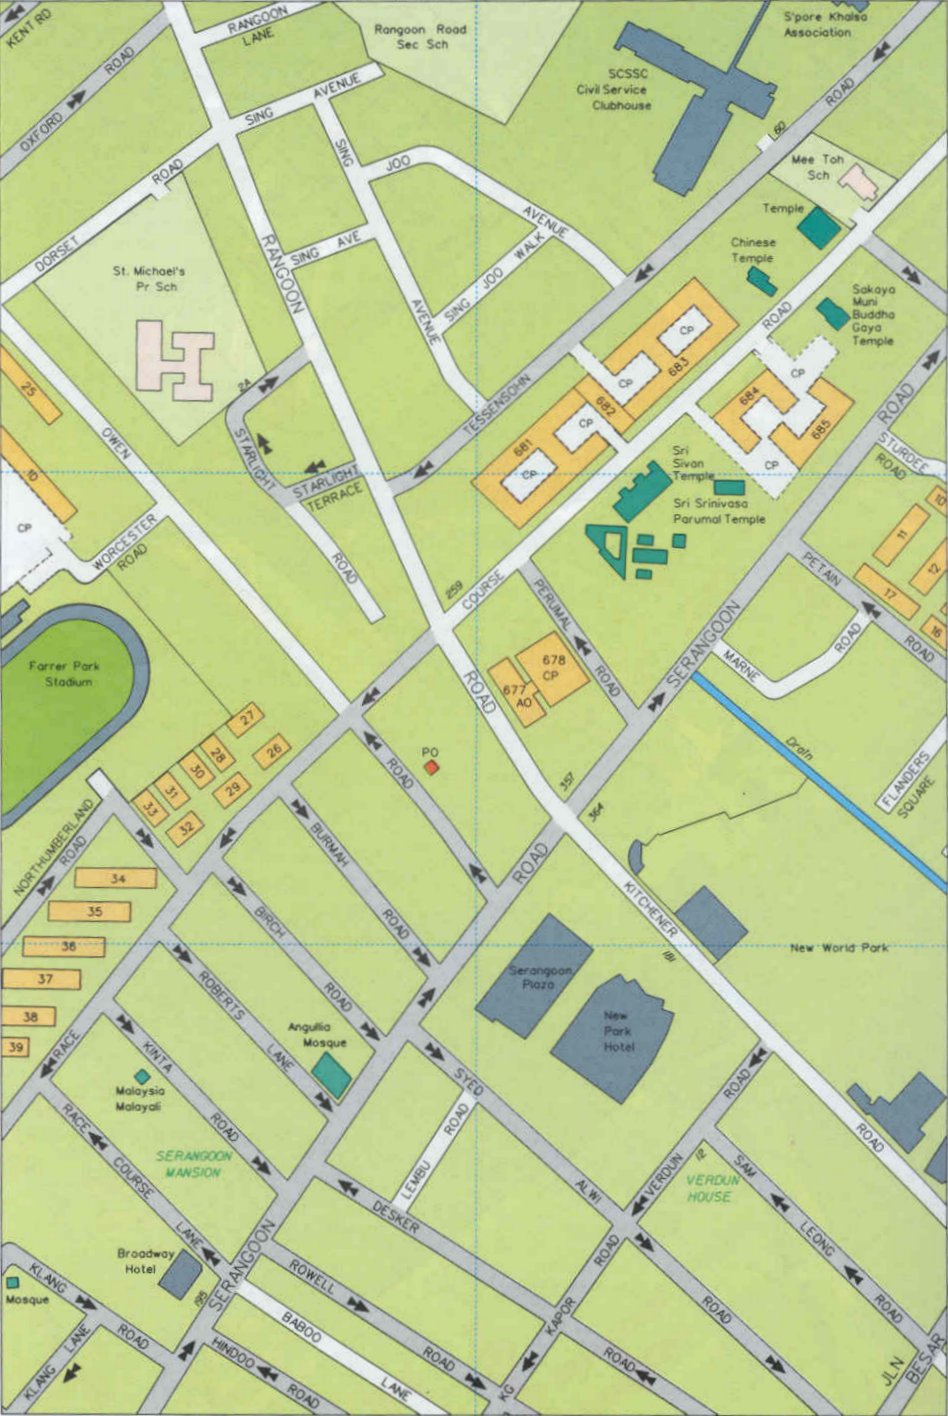 KENT RD
RANGOON
LANE
Rangoon Road
Sec Sch
S'pore Khalsa
Association
OXFORD ROAD
SCSSC
Civil Service
Clubhouse
SING AVENUE
ROAD
60
SING
JOO
AVENUE
DORSET ROAD
Mee Toh
Sch
Temple
Chinese
Temple
St. Michael's
Pr Sch
RANGOON
SING AVE
SING JOO WALK
AVENUE
Sakaya
Muni
Buddha
Gaya
Temple
ROAD
CP
683
CP
682
CP
681
CP
684
CP
685
CP
25
2A
TESSENSOHN
OWEN
STARLIGHT
STARLIGHT
TERRACE
ROAD
10
CP
Sri
Sivan
Temple
Sri Srinivasa
Parumal Temple
ROAD
STURDEE
ROAD
10
11
12
17
16
WORCESTER
ROAD
259
COURSE
PERUMAL
ROAD
PETAIN
ROAD
SERANGOON
MARNE
ROAD
Farrer Park
Stadium
678
CP
677
AO
ROAD
27
26
28
30
29
31
33
32
PO
ROAD
Drain
FLANDERS
SQUARE
357
364
NORTHUMBERLAND
ROAD
BURMAH
ROAD
34
35
36
37
38
39
BIRCH
ROAD
ROAD
KITCHENER
181
New World Park
Serangoon
Plaza
New
Park
Hotel
ROBERTS
LANE
Angullia
Mosque
RACE
KINTA
ROAD
Malaysia
Malayali
SYED
ROAD
ROAD
RACE
COURSE
LANE
SERANGOON
MANSION
LEMBU ROAD
VERDUN
12
VERDUN
HOUSE
SAM
LEONG
ROAD
ALWI
DESKER
ROAD
Broadway
Hotel
195
SERANGOON
ROWELL
ROAD
KLANG
ROAD
Mosque
KLANG LANE
BABOO
LANE
HINDOO
ROAD
KAPOR
ROAD
KG
ROAD
JLN
BESAR